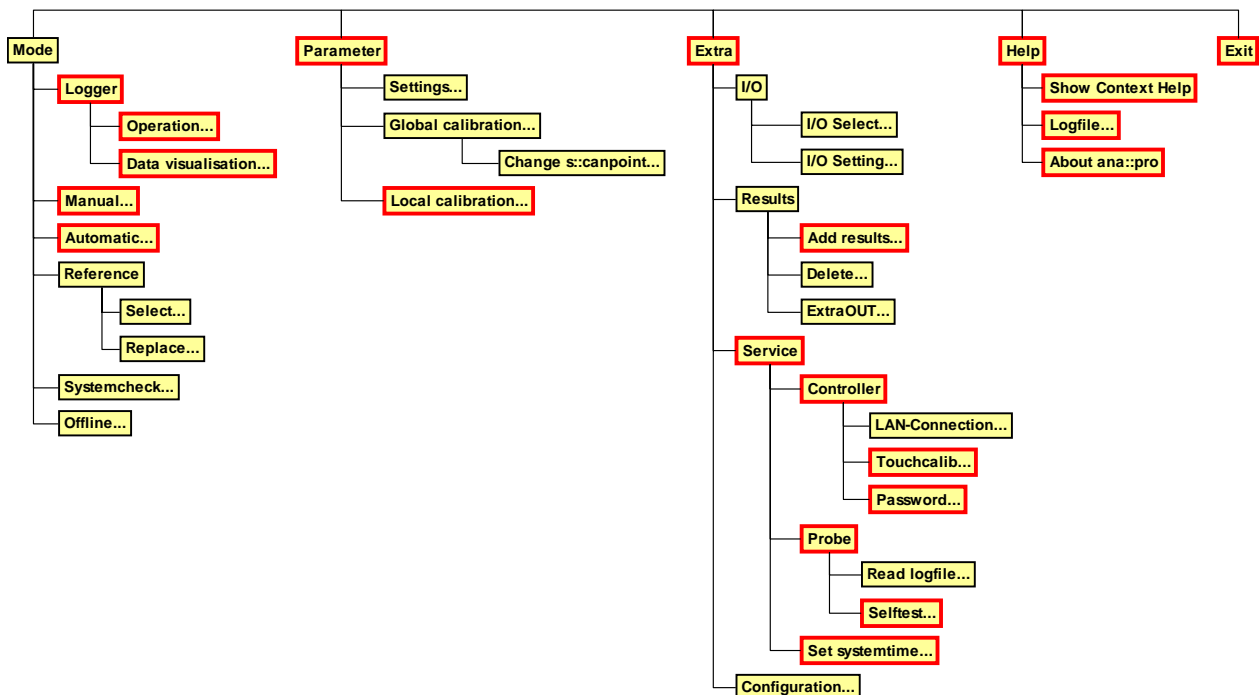 Mode
Logger
Operation...
Data visualisation...
Manual...
Automatic...
Reference
Select...
Replace...
Systemcheck...
Offline...
Parameter
Settings...
Global calibration...
Change s::canpoint...
Local calibration...
Extra
I/O
I/O Select...
I/O Setting...
Results
Add results...
Delete...
ExtraOUT...
Service
Controller
LAN-Connection...
Touchcalib...
Password...
Probe
Read logfile...
Selftest...
Set systemtime...
Configuration...
Help
Show Context Help
Logfile...
About ana::pro
Exit